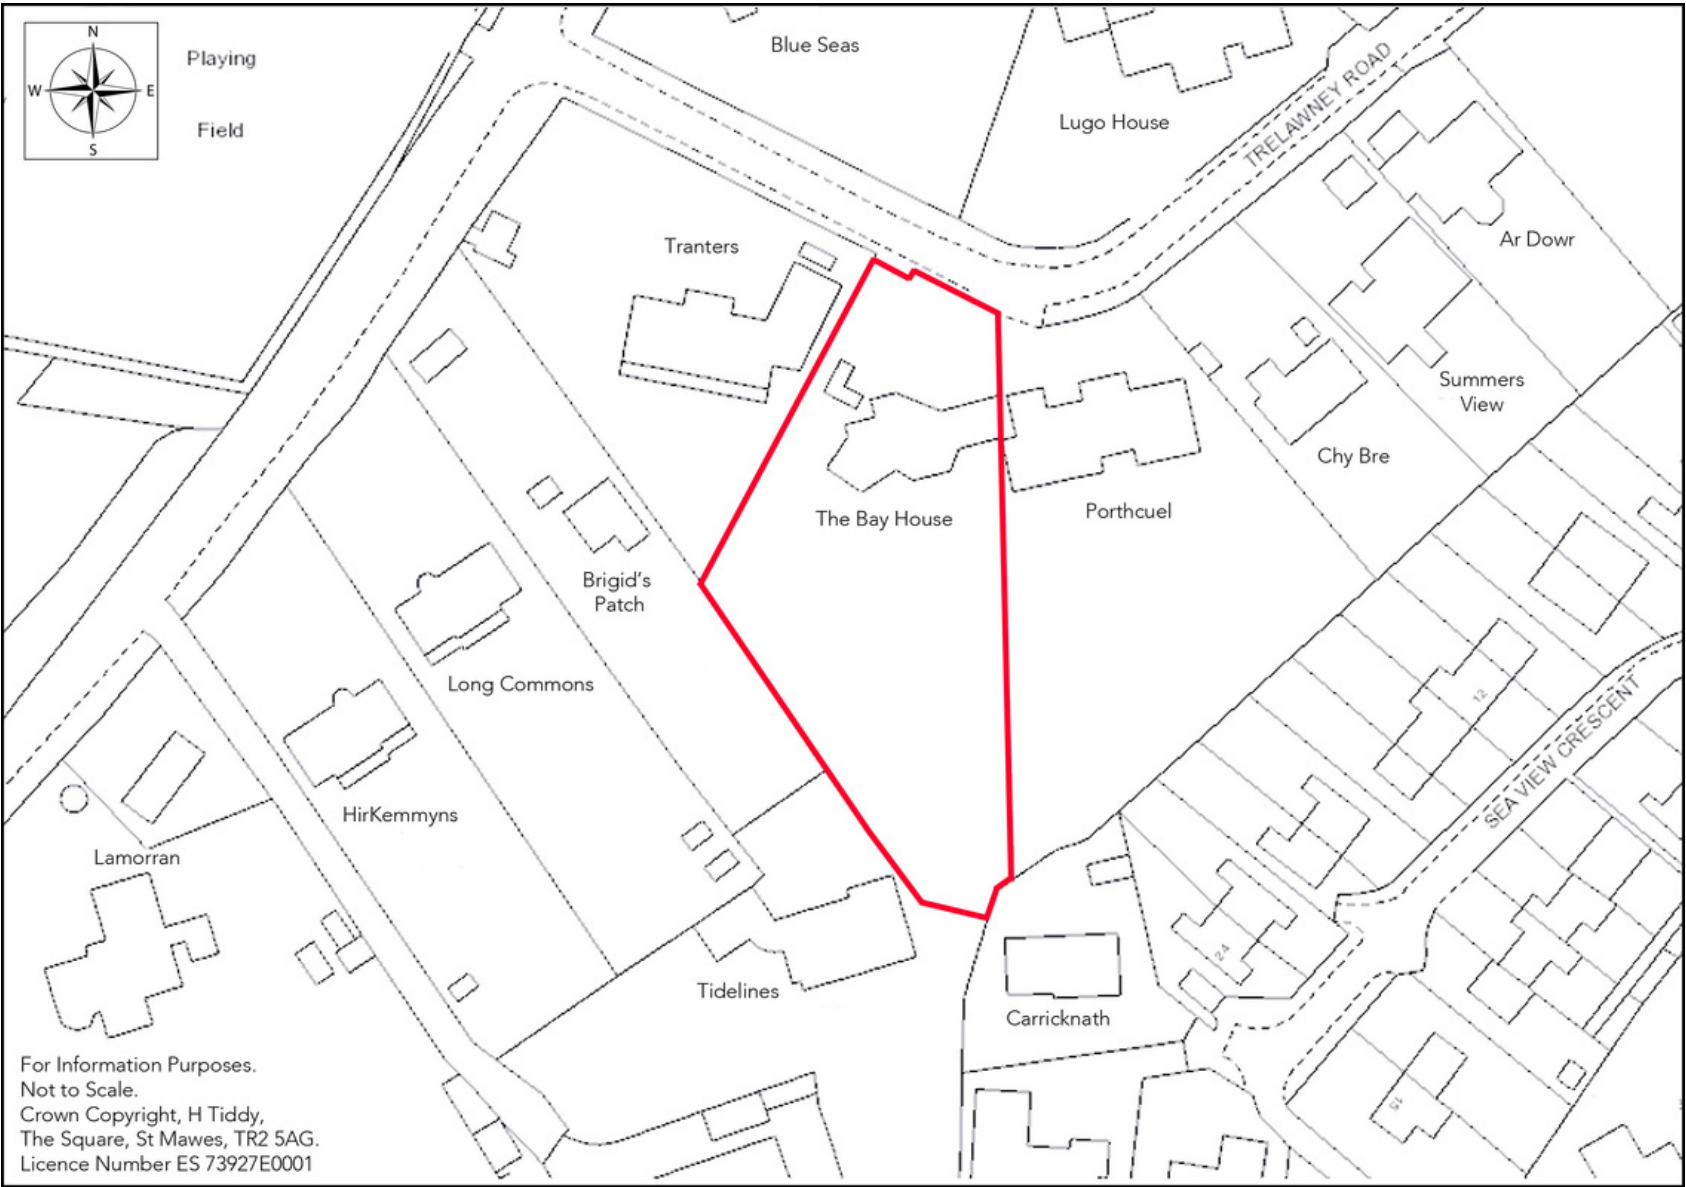 N
W
E
S
Playing
Field
Blue Seas
Lugo House
TRELAWNEY ROAD
Tranters
Ar Dowr
Summers
View
Chy Bre
The Bay House
Porthcuel
Brigid's
Patch
Long Commons
12
SEA VIEW CRESCENT
HirKemmyns
Lamorran
24
Tidelines
Carricknath
15
For Information Purposes.
Not to Scale.
Crown Copyright, H Tiddy,
The Square, St Mawes, TR2 5AG.
Licence Number ES 73927E0001